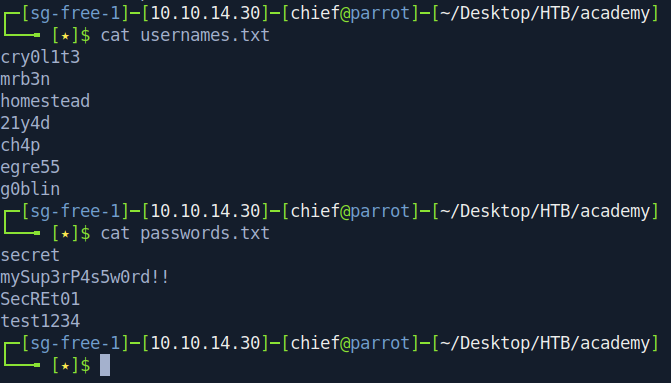 ┌─[sg-free-1]─[10.10.14.30]─[chief@parrot]─[~/Desktop/HTB/academy]
└──╼ [★]$ cat usernames.txt
cry0l1t3
mrb3n
homestead
21y4d
ch4p
egre55
g0blin
┌─[sg-free-1]─[10.10.14.30]─[chief@parrot]─[~/Desktop/HTB/academy]
└──╼ [★]$ cat passwords.txt
secret
mySup3rP4s5w0rd!!
SecREt01
test1234
┌─[sg-free-1]─[10.10.14.30]─[chief@parrot]─[~/Desktop/HTB/academy]
└──╼ [★]$